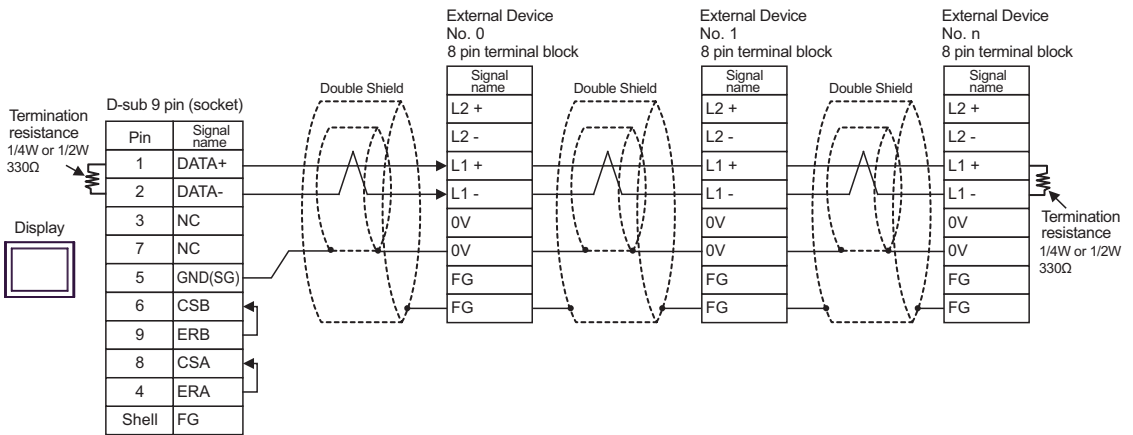 External Device
No. 0
8 pin terminal block
External Device
No. 1
8 pin terminal block
External Device
No. n
8 pin terminal block
Double Shield
Double Shield
Double Shield
Termination
resistance
1/4W or 1/2W
330Ω
Display
D-sub 9 pin (socket)
Pin Signal name
1 DATA+
2 DATA-
3 NC
7 NC
5 GND(SG)
6 CSB
9 ERB
8 CSA
4 ERA
Shell FG
Signal
name
L2 +
L2 -
L1 +
L1 -
0V
0V
FG
FG
Signal
name
L2 +
L2 -
L1 +
L1 -
0V
0V
FG
FG
Signal
name
L2 +
L2 -
L1 +
L1 -
0V
0V
FG
FG
Termination
resistance
1/4W or 1/2W
330Ω